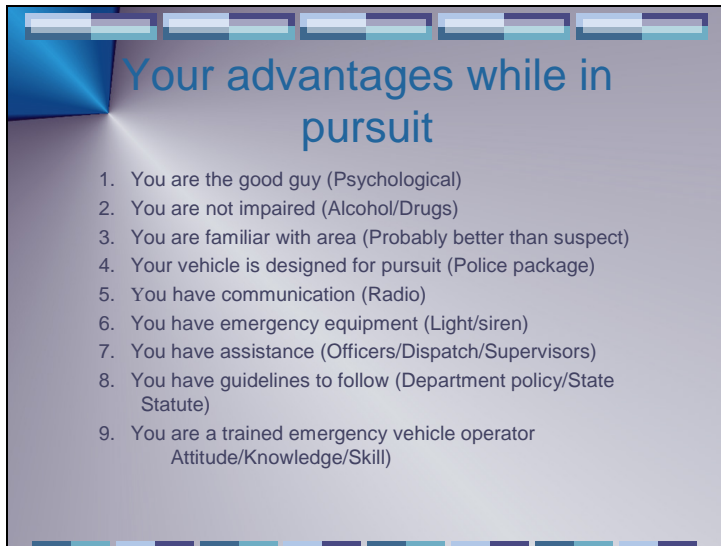 Your advantages while in
pursuit
1. You are the good guy (Psychological)
2. You are not impaired (Alcohol/Drugs)
3. You are familiar with area (Probably better than suspect)
4. Your vehicle is designed for pursuit (Police package)
5. You have communication (Radio)
6. You have emergency equipment (Light/siren)
7. You have assistance (Officers/Dispatch/Supervisors)
8. You have guidelines to follow (Department policy/State
Statute)
9. You are a trained emergency vehicle operator
Attitude/Knowledge/Skill)